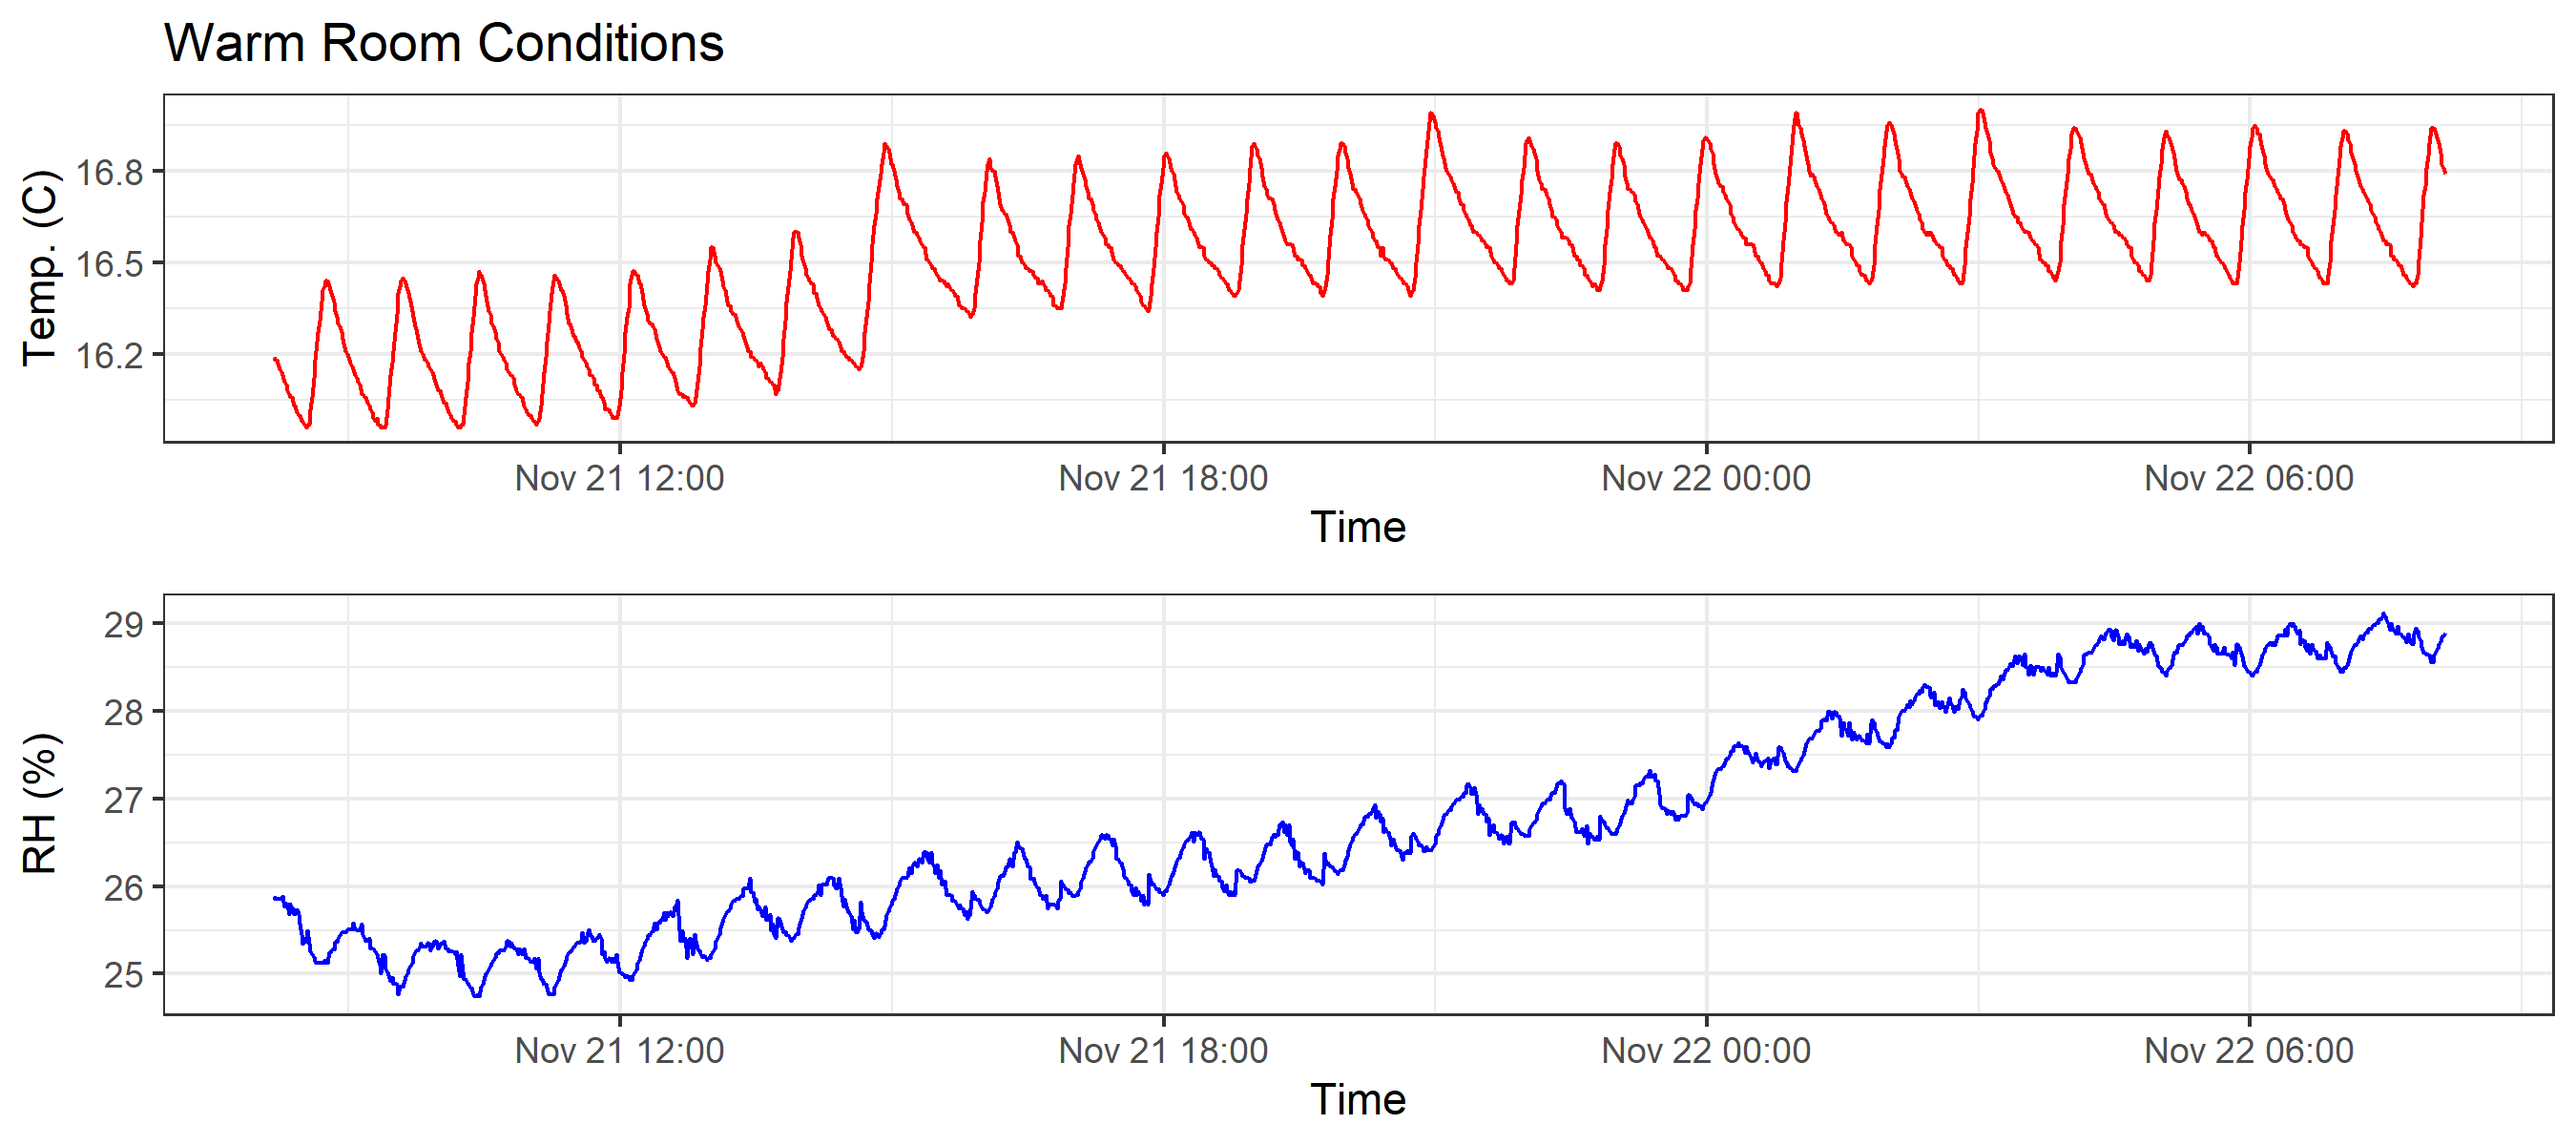 Warm Room Conditions
Temp. (C)
16.8
16.5
16.2
Nov 21 12:00 Nov 21 18:00 Nov 22 00:00 Nov 22 06:00
Time
RH (%)
29
28
27
26
25
Nov 21 12:00 Nov 21 18:00 Nov 22 00:00 Nov 22 06:00
Time